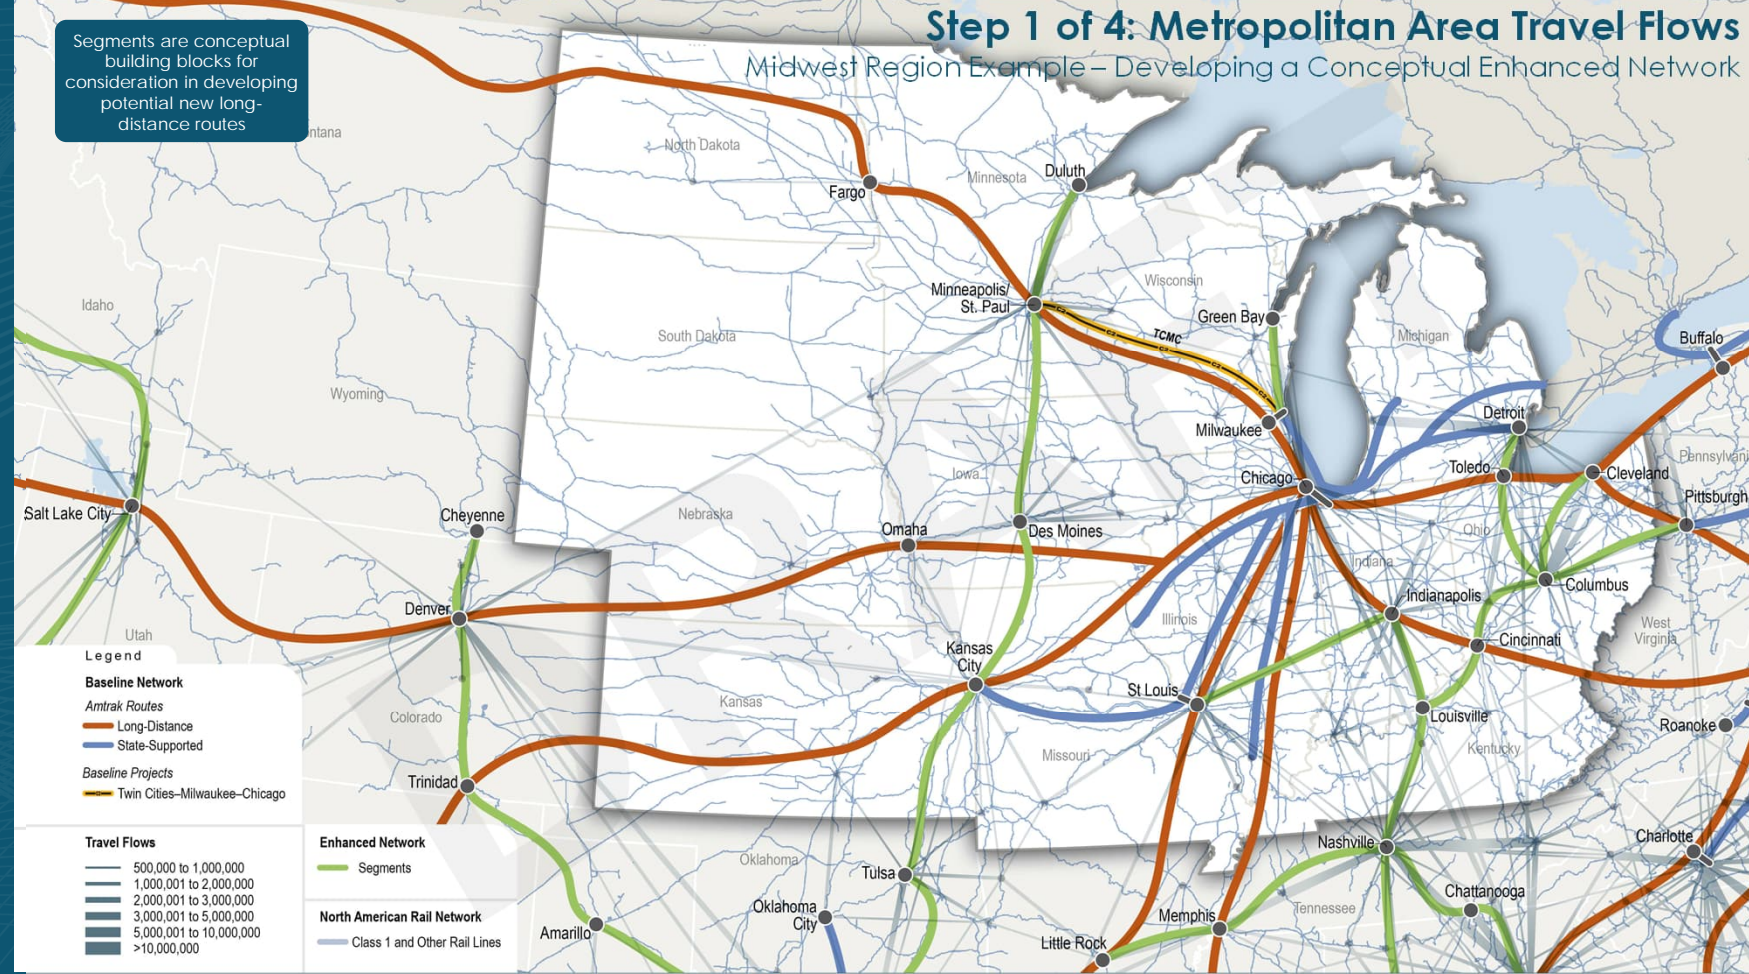 Step 1 of 4: Metropolitan Area Travel Flows
Midwest Region Example – Developing a Conceptual Enhanced Network
Segments are conceptual
building blocks for
consideration in developing
potential new long-
distance routes
ntana
North Dakota
Minnesota
Duluth
Fargo
Idaho
Minneapolis/
St. Paul
Wisconsin
Green Bay
TCMC
Michigan
Buffalo
South Dakota
Wyoming
Milwaukee
Detroit
Pennsylvani
Iowa
Chicago
Toledo
Cleveland
Pittsburgh
Salt Lake City
Cheyenne
Nebraska
Omaha
Des Moines
Ohio
Indiana
Columbus
Denver
Indianapolis
Illinois
West
Virginia
Utah
Cincinnati
Kansas
City
St Louis
Kansas
Colorado
Louisville
Roanoke
Missouri
Kentucky
Trinidad
Nashville
Charlotte
Oklahoma
Tulsa
Chattanooga
Oklahoma
City
Memphis
Tennessee
Amarillo
Little Rock
DRAFT
Legend
Baseline Network
Amtrak Routes
Long-Distance
State-Supported
Baseline Projects
Twin Cities–Milwaukee–Chicago
Travel Flows
500,000 to 1,000,000
1,000,001 to 2,000,000
2,000,001 to 3,000,000
3,000,001 to 5,000,000
5,000,001 to 10,000,000
>10,000,000
Enhanced Network
Segments
North American Rail Network
Class 1 and Other Rail Lines